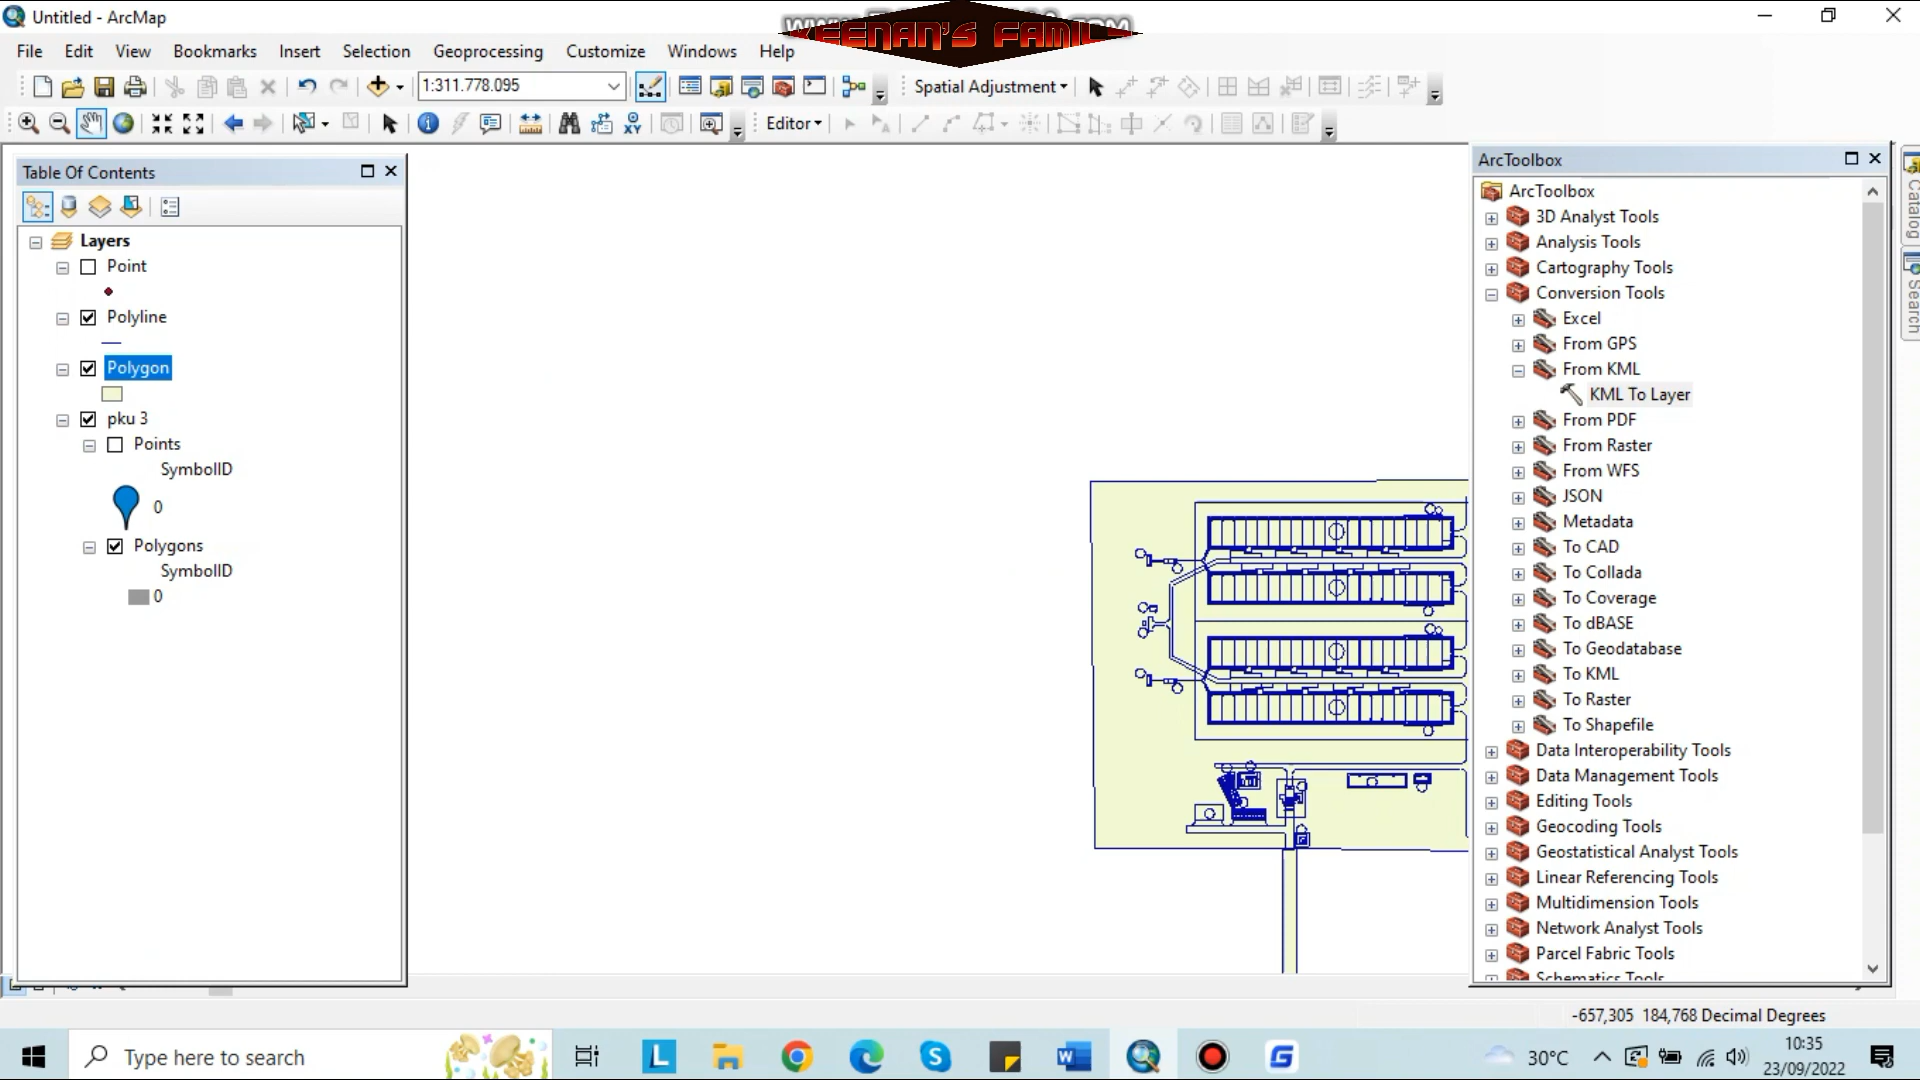 Untitled - ArcMap
KEENAN'S FAMILY
File Edit View Bookmarks Insert Selection Geoprocessing Customize Windows Help
1:311.778.095
Spatial Adjustment
Editor
Table Of Contents
Layers
Point
Polyline
Polygon
pku 3
Points
SymbolID
0
Polygons
SymbolID
0
ArcToolbox
ArcToolbox
3D Analyst Tools
Analysis Tools
Cartography Tools
Conversion Tools
Excel
From GPS
From KML
KML To Layer
From PDF
From Raster
From WFS
JSON
Metadata
To CAD
To Collada
To Coverage
To dBASE
To Geodatabase
To KML
To Raster
To Shapefile
Data Interoperability Tools
Data Management Tools
Editing Tools
Geocoding Tools
Geostatistical Analyst Tools
Linear Referencing Tools
Multidimension Tools
Network Analyst Tools
Parcel Fabric Tools
Schematics Tools
Catalog
Search
-657,305 184,768 Decimal Degrees
Type here to search
30°C
10:35
23/09/2022